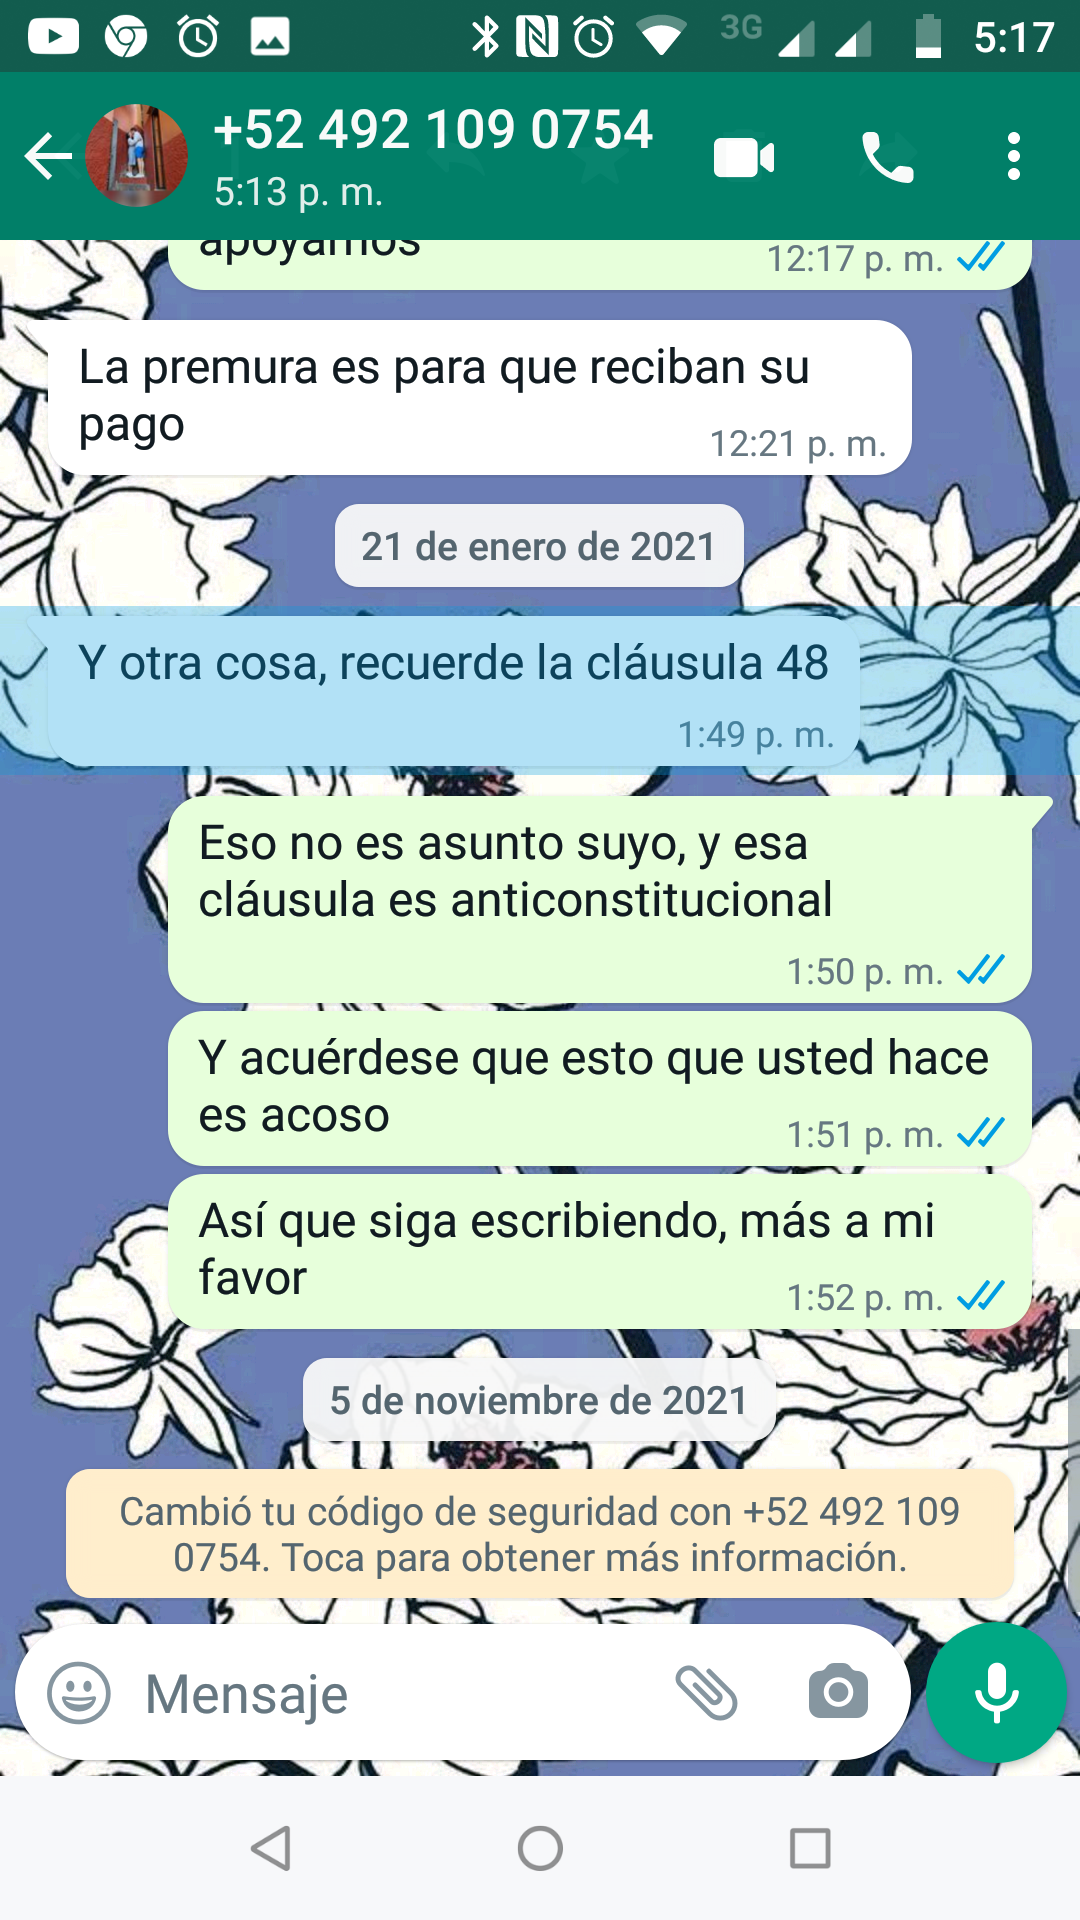 3G 5:17
+52 492 109 0754
5:13 p. m.
apoyamos
12:17 p. m.
La premura es para que reciban su
pago
12:21 p. m.
21 de enero de 2021
Y otra cosa, recuerde la cláusula 48
1:49 p. m.
Eso no es asunto suyo, y esa
cláusula es anticonstitucional
1:50 p. m.
Y acuérdese que esto que usted hace
es acoso
1:51 p. m.
Así que siga escribiendo, más a mi
favor
1:52 p. m.
5 de noviembre de 2021
Cambió tu código de seguridad con +52 492 109
0754. Toca para obtener más información.
Mensaje